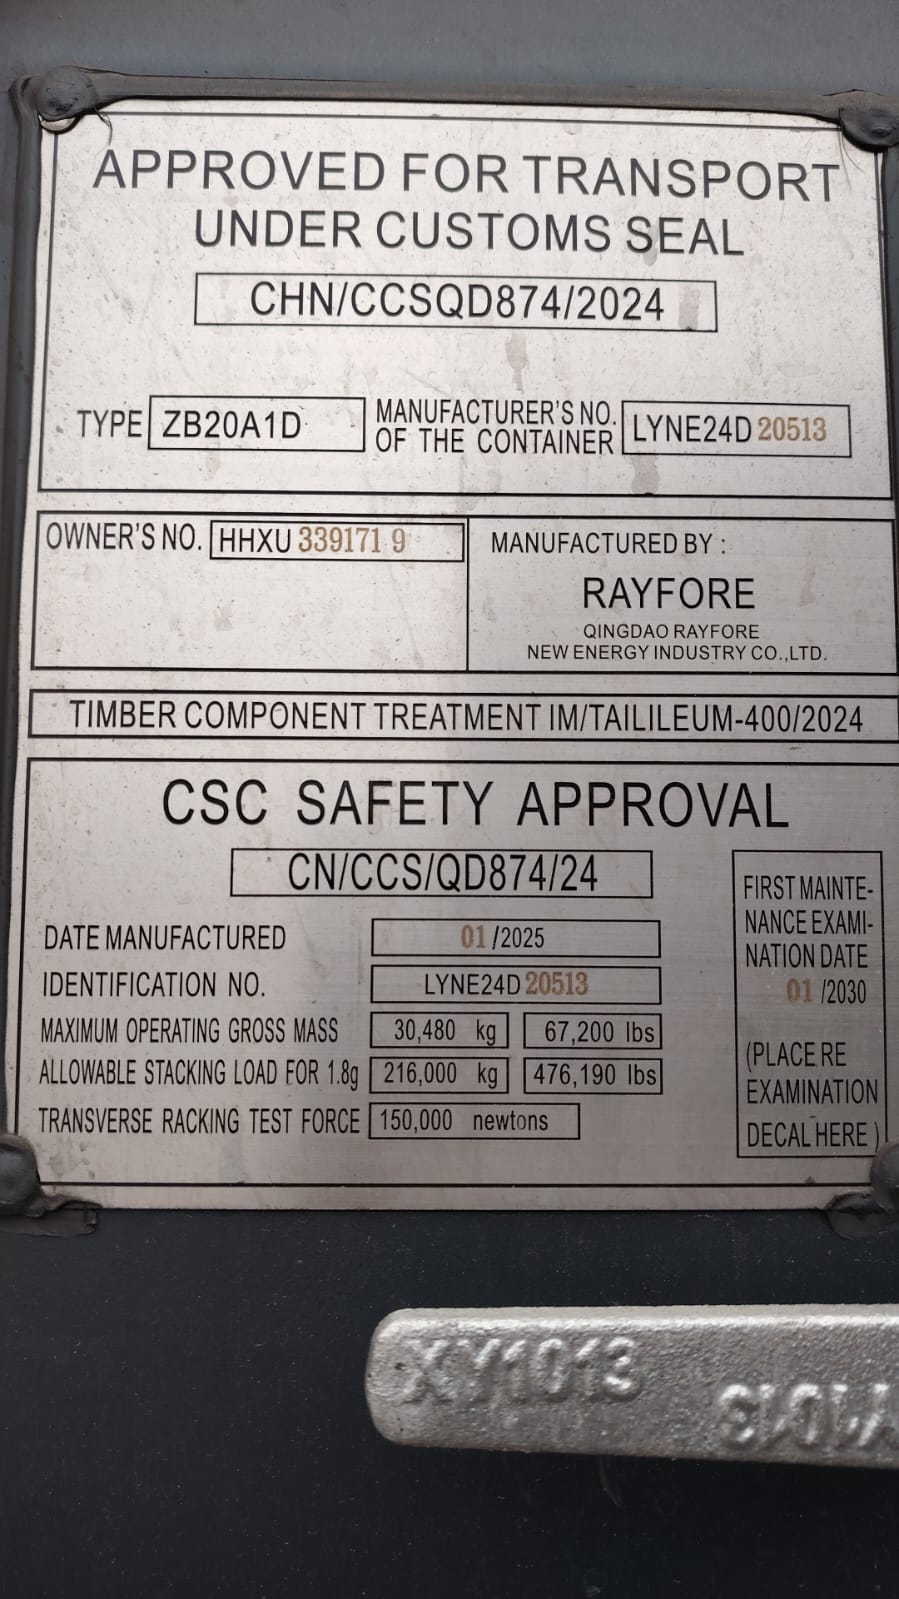 APPROVED FOR TRANSPORT
UNDER CUSTOMS SEAL
CHN/CCSQD874/2024
TYPE ZB20A1D
MANUFACTURER'S NO.
OF THE CONTAINER
LYNE24D 20513
OWNER'S NO. HHXU 339171 9
MANUFACTURED BY :
RAYFORE
QINGDAO RAYFORE
NEW ENERGY INDUSTRY CO.,LTD.
TIMBER COMPONENT TREATMENT IM/TAILILEUM-400/2024
CSC SAFETY APPROVAL
CN/CCS/QD874/24
DATE MANUFACTURED 01/2025
IDENTIFICATION NO. LYNE24D 20513
MAXIMUM OPERATING GROSS MASS 30,480 kg 67,200 lbs
ALLOWABLE STACKING LOAD FOR 1.8g 216,000 kg 476,190 lbs
TRANSVERSE RACKING TEST FORCE 150,000 newtons
FIRST MAINTE-
NANCE EXAMI-
NATION DATE
01 /2030
(PLACE RE
EXAMINATION
DECAL HERE )
XY1013
Y1013